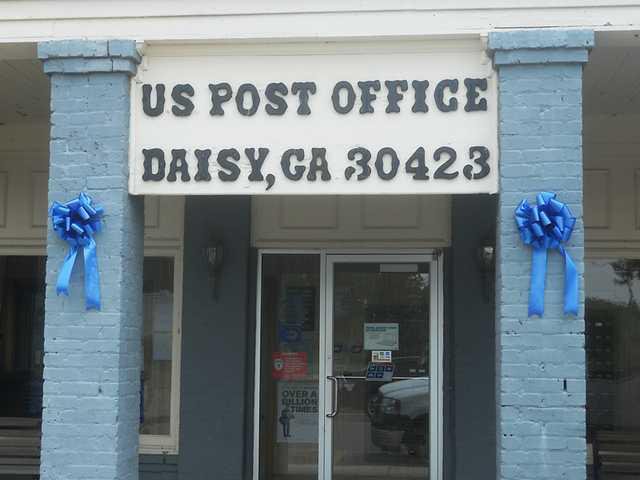 US POST OFFICE
DAISY, GA 30423
OVER A
BILLION
TIMES